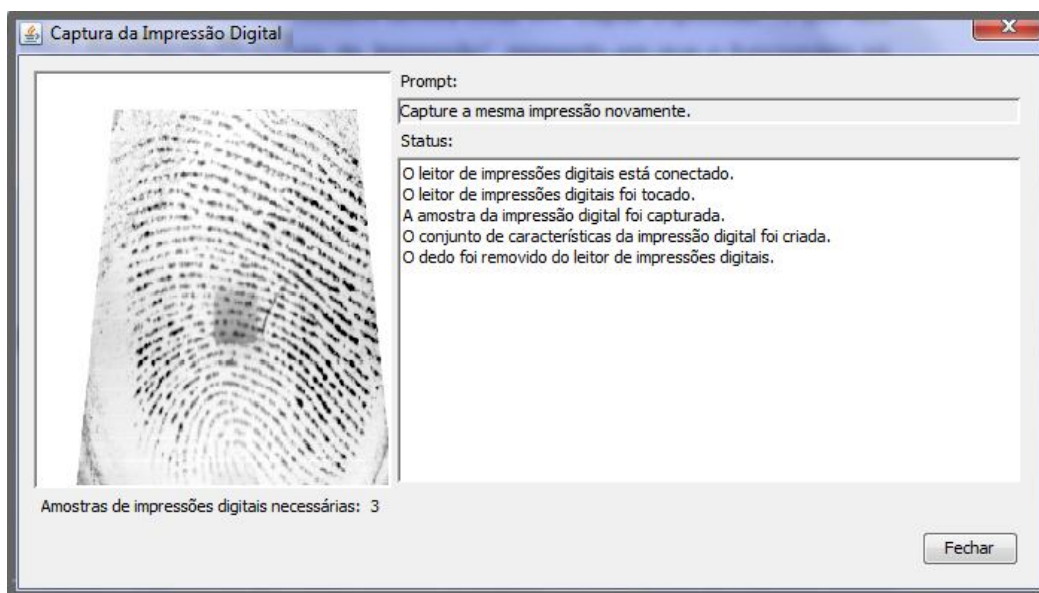 Captura da Impressão Digital
Prompt:
Capture a mesma impressão novamente.
Status:
O leitor de impressões digitais está conectado.
O leitor de impressões digitais foi tocado.
A amostra da impressão digital foi capturada.
O conjunto de características da impressão digital foi criada.
O dedo foi removido do leitor de impressões digitais.
Amostras de impressões digitais necessárias: 3
Fechar